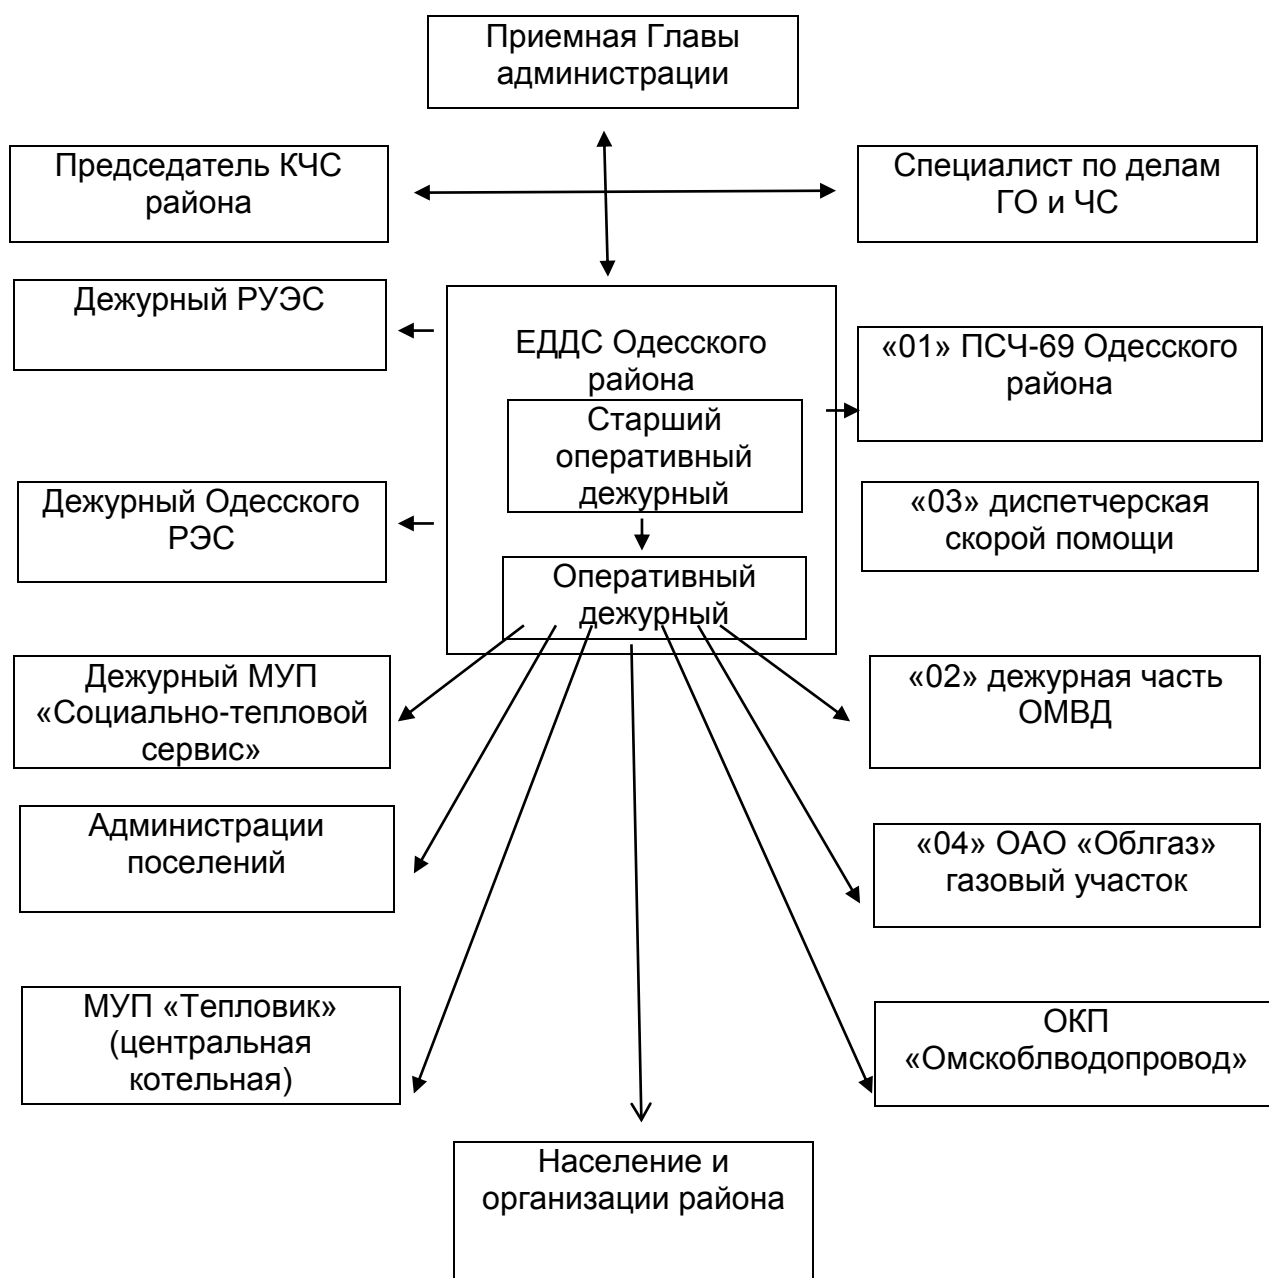 Приемная Главы
администрации
Председатель КЧС
района
Специалист по делам
ГО и ЧС
Дежурный РУЭС
ЕДДС Одесского
района
«01» ПСЧ-69 Одесского
района
Старший
оперативный
дежурный
Дежурный Одесского
РЭС
«03» диспетчерская
скорой помощи
Оперативный
дежурный
Дежурный МУП
«Социально-тепловой
сервис»
«02» дежурная часть
ОМВД
Администрации
поселений
«04» ОАО «Облгаз»
газовый участок
МУП «Тепловик»
(центральная
котельная)
ОКП
«Омскоблводопровод»
Население и
организации района